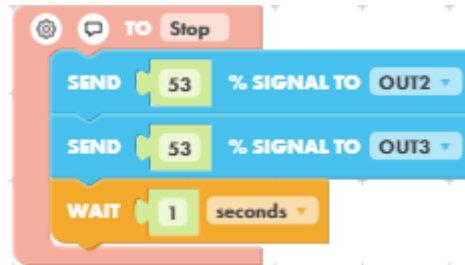 TO Stop
SEND 53 % SIGNAL TO OUT2
SEND 53 % SIGNAL TO OUT3
WAIT 1 seconds